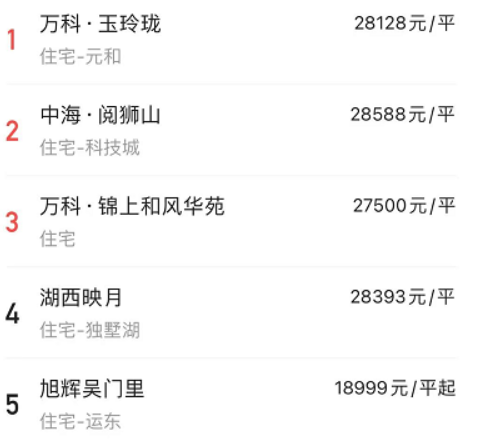 1 万科·玉玲珑 28128元/平
住宅-元和
2 中海·阅狮山 28588元/平
住宅-科技城
3 万科·锦上和风华苑 27500元/平
住宅
4 湖西映月 28393元/平
住宅-独墅湖
5 旭辉吴门里 18999元/平起
住宅-运东